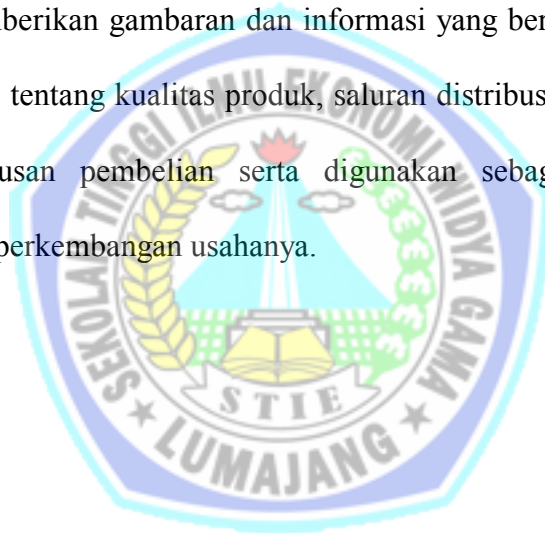 berikan gambaran dan informasi yang ber
tentang kualitas produk, saluran distribus
usan pembelian serta digunakan sebag
perkembangan usahanya.
SEKOLAH TINGGI ILMU EKONOMI WIDYA GAMA
STIE
LUMAJANG